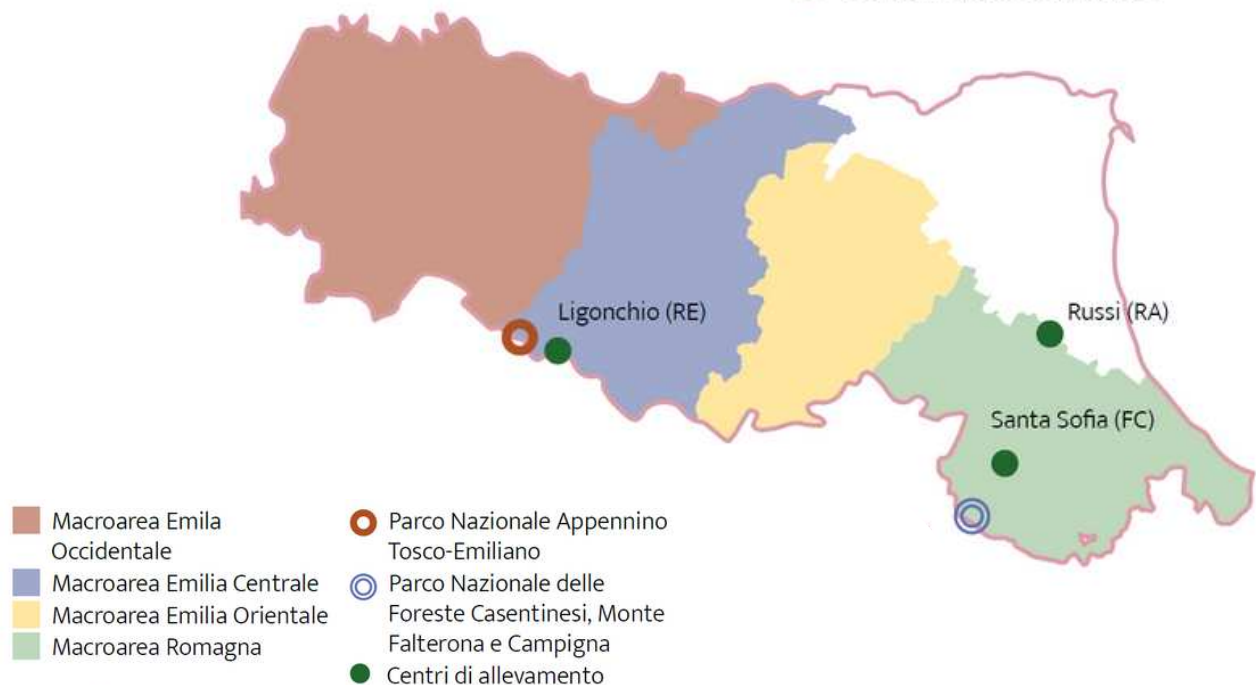 Ligonchio (RE)
Russi (RA)
Santa Sofia (FC)
Macroarea Emila
Occidentale
Macroarea Emilia Centrale
Macroarea Emilia Orientale
Macroarea Romagna
Parco Nazionale Appennino
Tosco-Emiliano
Parco Nazionale delle
Foreste Casentinesi, Monte
Falterona e Campigna
Centri di allevamento